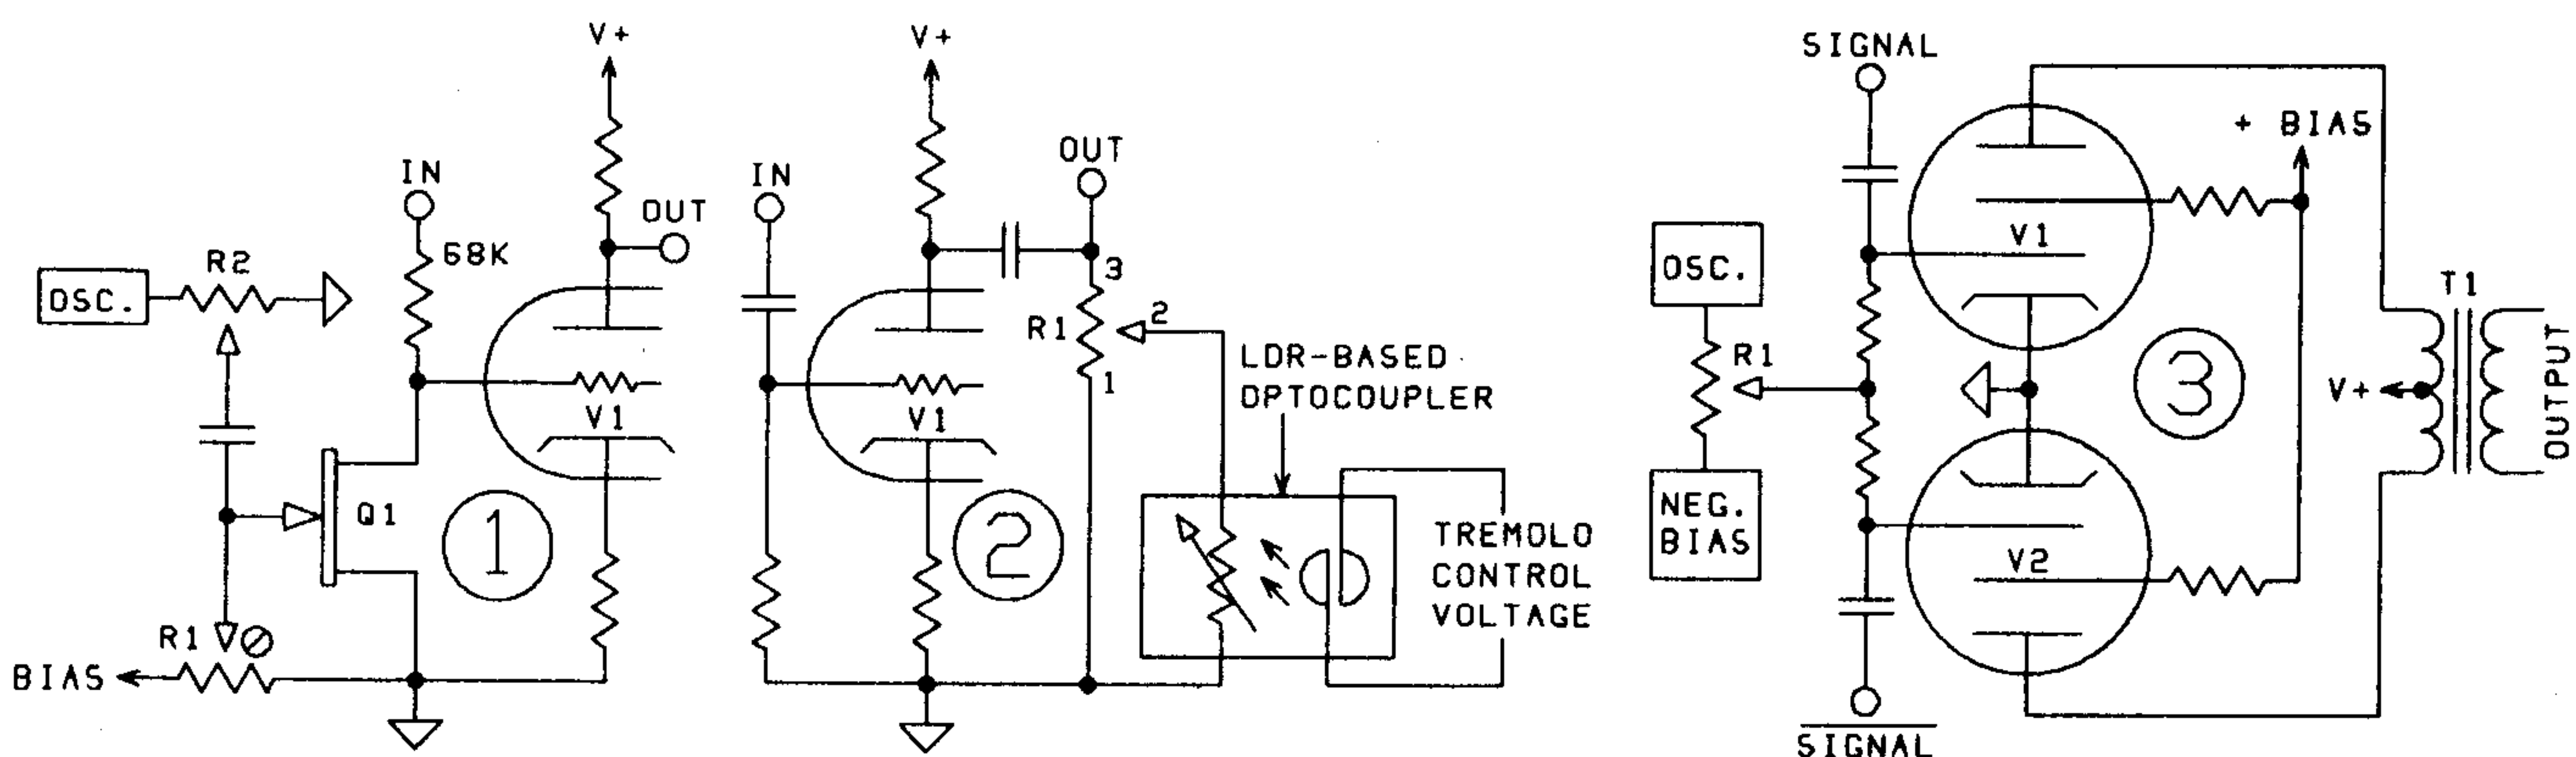 V+
IN
68K
OUT
R2
OSC.
V1
Q1
1
R1
BIAS
V+
IN
OUT
3
R1
2
1
V1
2
LDR-BASED
OPTOCOUPLER
TREMOLO
CONTROL
VOLTAGE
SIGNAL
+ BIAS
V1
OSC.
R1
NEG.
BIAS
3
T1
V+
OUTPUT
V2
SIGNAL